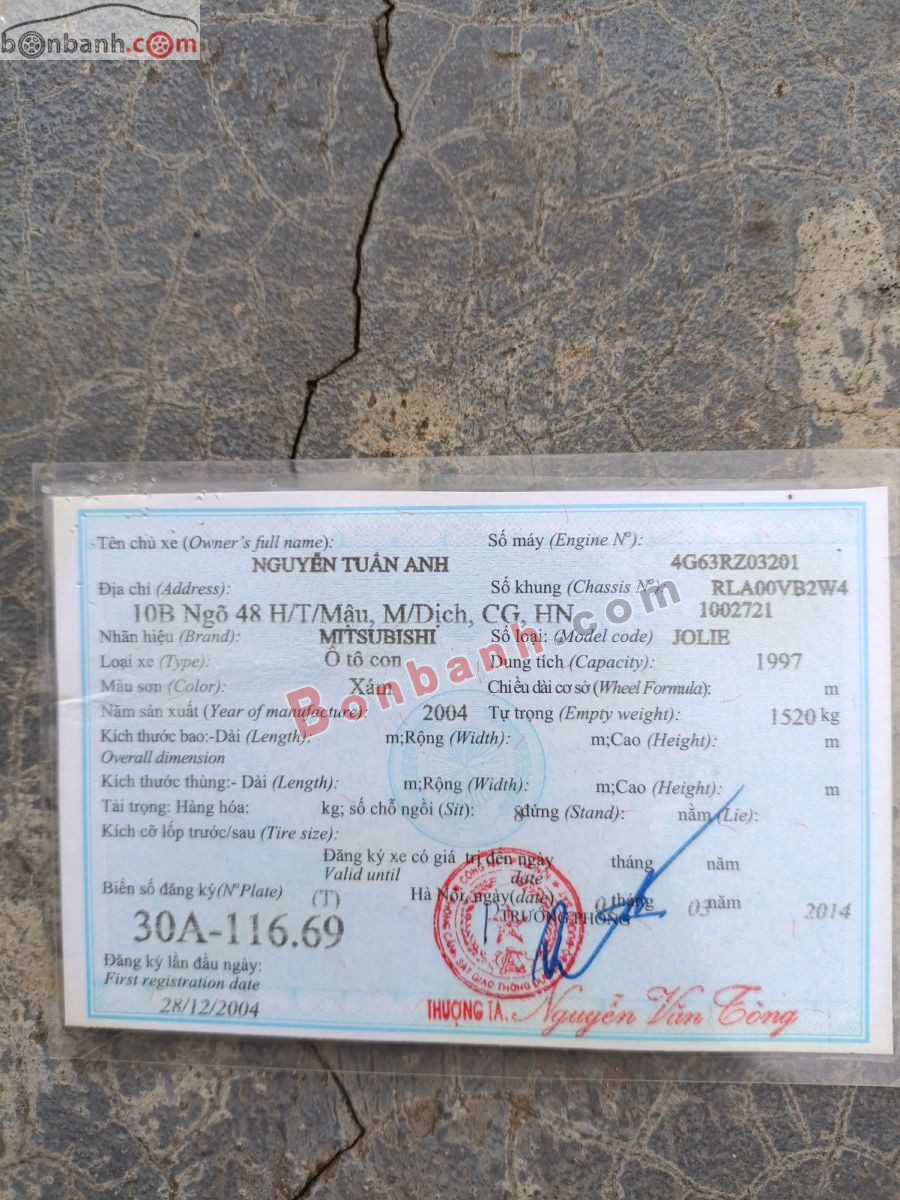 bonbanh.com
Tên chủ xe (Owner's full name): Số máy (Engine Nº):
NGUYỄN TUẤN ANH 4G63RZ03201
Địa chỉ (Address): Số khung (Chassis Nº): RLA00VB2W4
10B Ngõ 48 H/T/Mậu, M/Dịch, CG, HN 1002721
Nhãn hiệu (Brand): MITSUBISHI Số loại: (Model code) JOLIE
Loại xe (Type): Ô tô con Dung tích (Capacity): 1997
Màu sơn (Color): Xám Chiều dài cơ sở (Wheel Formula): m
Năm sản xuất (Year of manufacture): 2004 Tự trọng (Empty weight): 1520 kg
Kích thước bao:-Dài (Length): m;Rộng (Width): m;Cao (Height): m
Overall dimension
Kích thước thùng:- Dài (Length): m;Rộng (Width): m;Cao (Height): m
Tải trọng: Hàng hóa: kg; số chỗ ngồi (Sit): 8 đứng (Stand): nằm (Lie):
Kích cỡ lốp trước/sau (Tire size):
Đăng ký xe có giá trị đến ngày tháng năm
Valid until date
Biển số đăng ký(NºPlate) (T) Hà Nội, ngày(date) tháng 03 năm 2014
30A-116.69 TRƯỞNG PHÒNG
Đăng ký lần đầu ngày:
First registration date
28/12/2004
THƯỢNG TÁ. Nguyễn Văn Tòng
Bonbanh.com